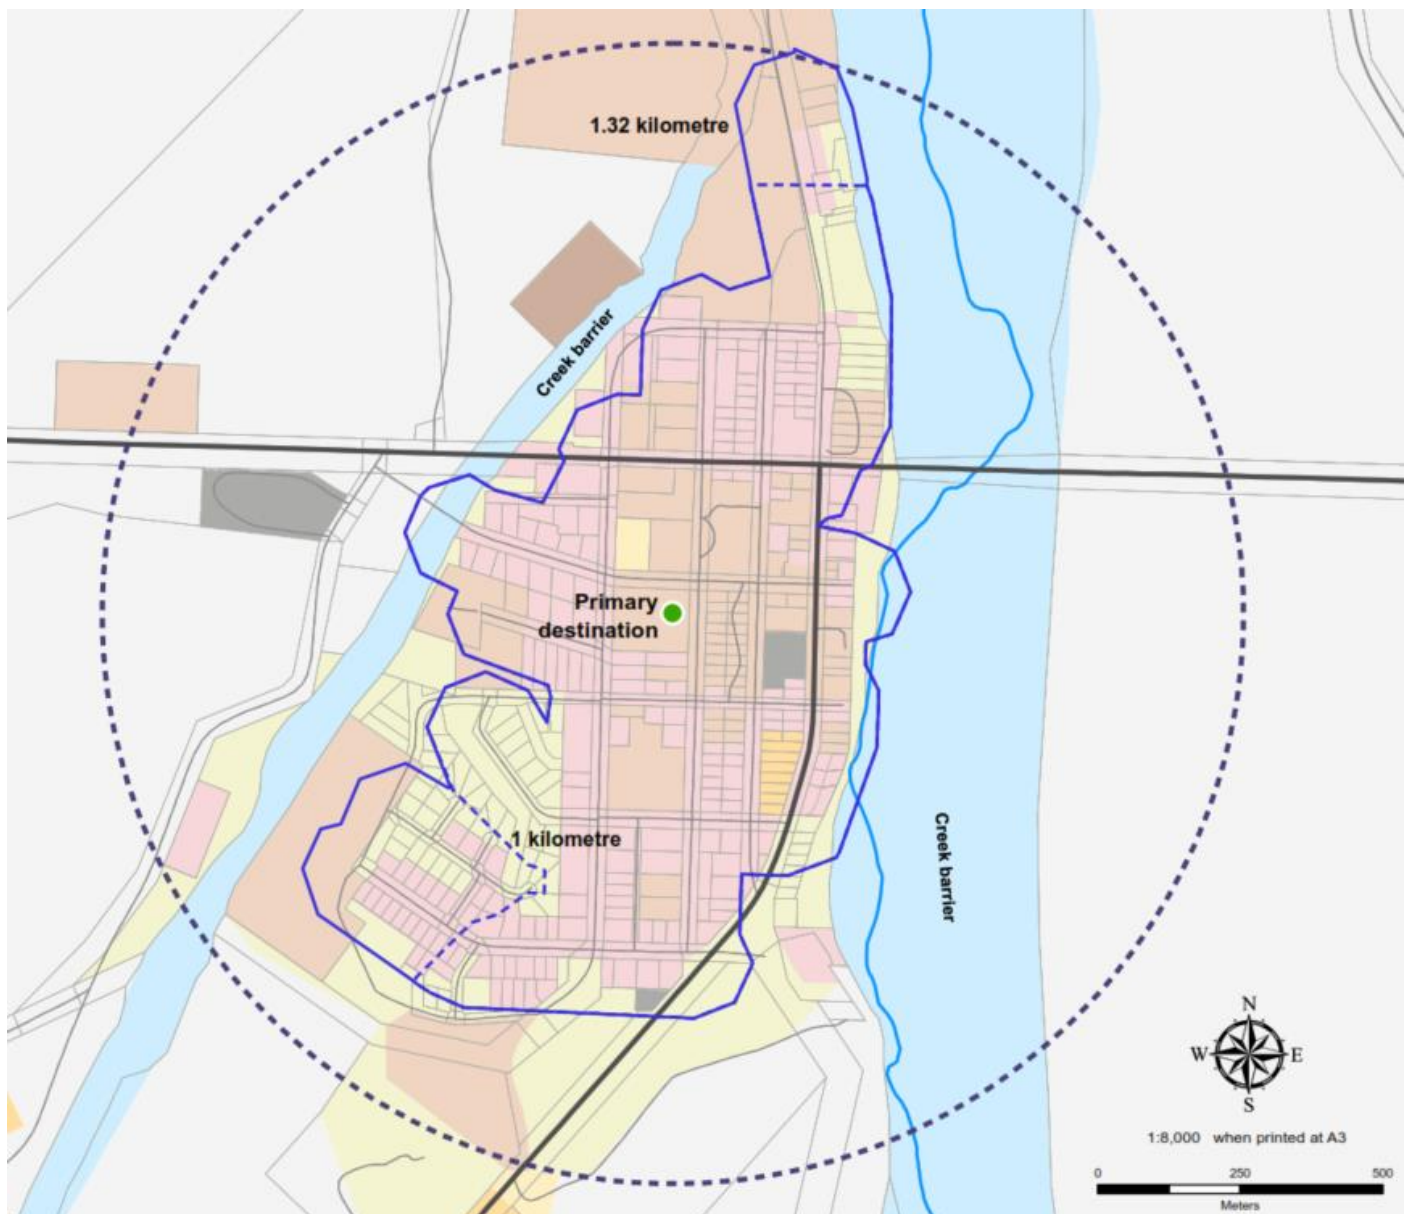 1.32 kilometre
Creek barrier
Primary
destination
1 kilometre
Creek barrier
N
W E
S
1:8,000 when printed at A3
0 250 500
Meters